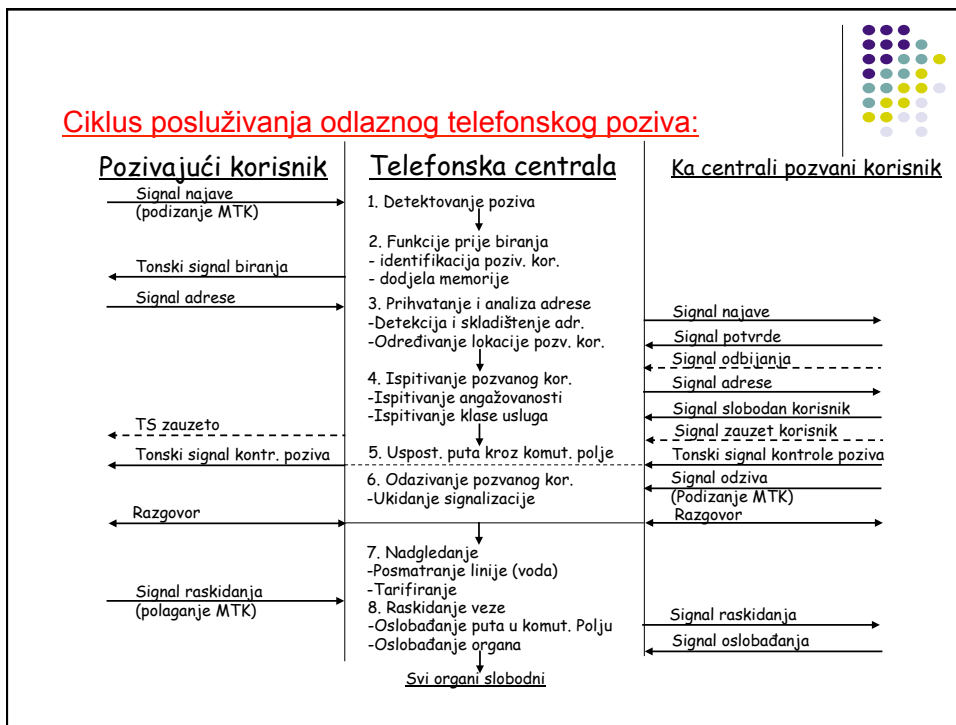 Ciklus posluživanja odlaznog telefonskog poziva:
Pozivajući korisnik
Signal najave
(podizanje MTK)
Tonski signal biranja
Signal adrese
TS zauzeto
Tonski signal kontr. poziva
Razgovor
Signal raskidanja
(polaganje MTK)
Telefonska centrala
1. Detektovanje poziva
2. Funkcije prije biranja
- identifikacija poziv. kor.
- dodjela memorije
3. Prihvatanje i analiza adrese
-Detekcija i skladištenje adr.
-Određivanje lokacije pozv. kor.
4. Ispitivanje pozvanog kor.
-Ispitivanje angažovanosti
-Ispitivanje klase usluga
5. Uspost. puta kroz komut. polje
6. Odazivanje pozvanog kor.
-Ukidanje signalizacije
7. Nadgledanje
-Posmatranje linije (voda)
-Tarifiranje
8. Raskidanje veze
-Oslobađanje puta u komut. Polju
-Oslobađanje organa
Svi organi slobodni
Ka centrali pozvani korisnik
Signal najave
Signal potvrde
Signal odbijanja
Signal adrese
Signal slobodan korisnik
Signal zauzet korisnik
Tonski signal kontrole poziva
Signal odziva
(Podizanje MTK)
Razgovor
Signal raskidanja
Signal oslobađanja